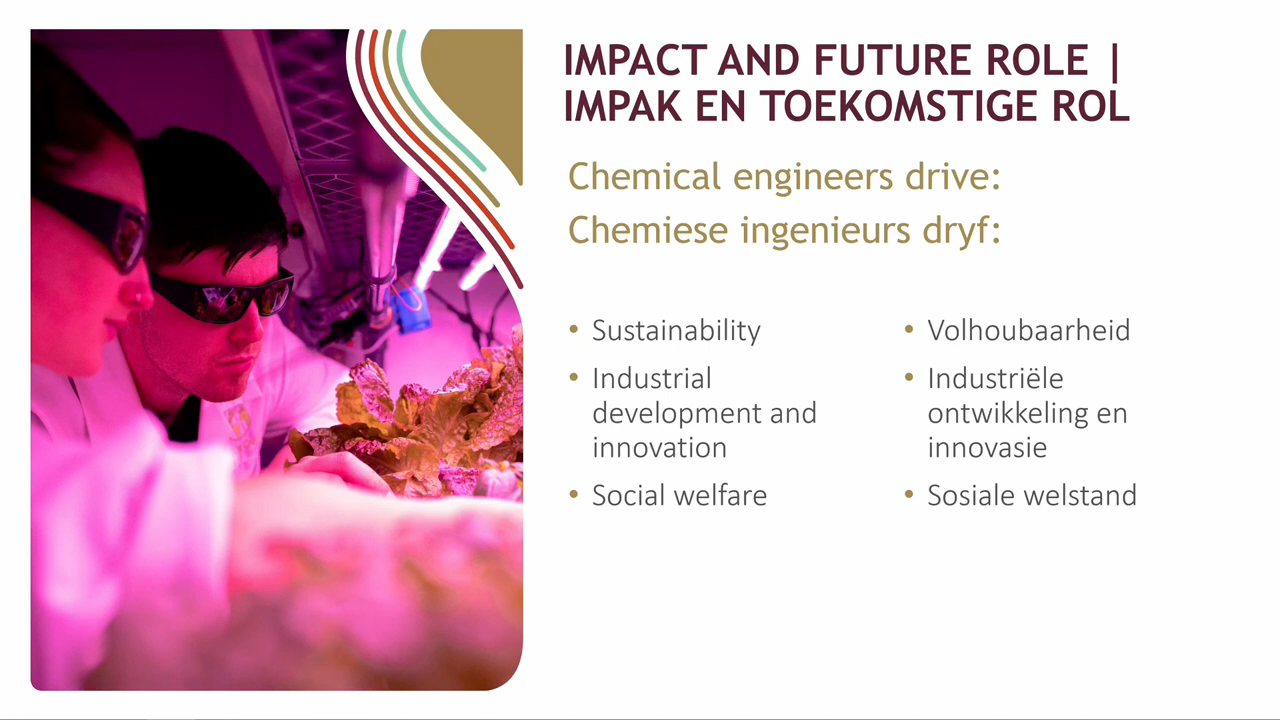 IMPACT AND FUTURE ROLE |
IMPAK EN TOEKOMSTIGE ROL
Chemical engineers drive:
Chemiese ingenieurs dryf:
• Sustainability
• Industrial
development and
innovation
• Social welfare
• Volhoubaarheid
• Industriële
ontwikkeling en
innovasie
• Sosiale welstand